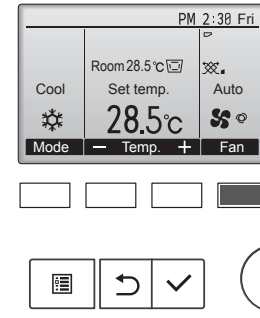 PM 2:30 Fri
Room 28.5℃
Cool
Set temp.
Auto
28.5℃
Mode
− Temp. +
Fan